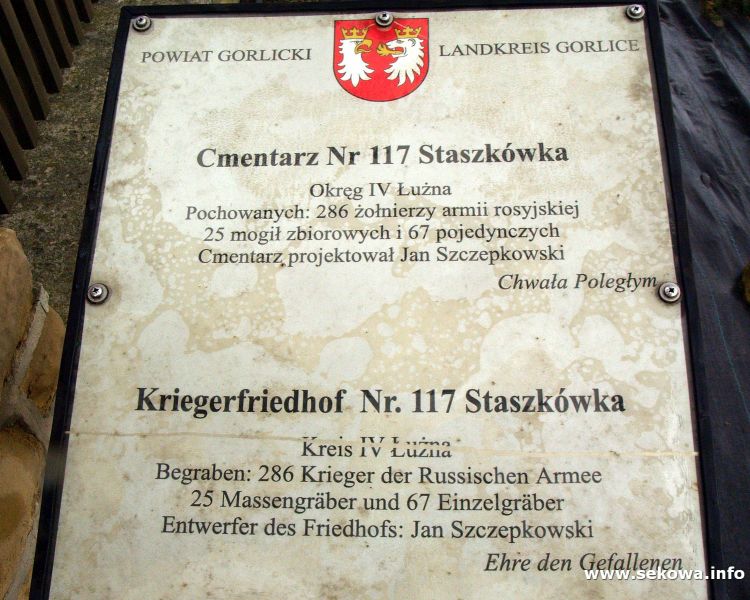 POWIAT GORLICKI
LANDKREIS GORLICE
Cmentarz Nr 117 Staszkówka
Okręg IV Łużna
Pochowanych: 286 żołnierzy armii rosyjskiej
25 mogił zbiorowych i 67 pojedynczych
Cmentarz projektował Jan Szczepkowski
Chwała Poległym
Kriegerfriedhof Nr. 117 Staszkówka
Kreis IV Łużna
Begraben: 286 Krieger der Russischen Armee
25 Massengräber und 67 Einzelgräber
Entwerfer des Friedhofs: Jan Szczepkowski
Ehre den Gefallenen
www.sekowa.info